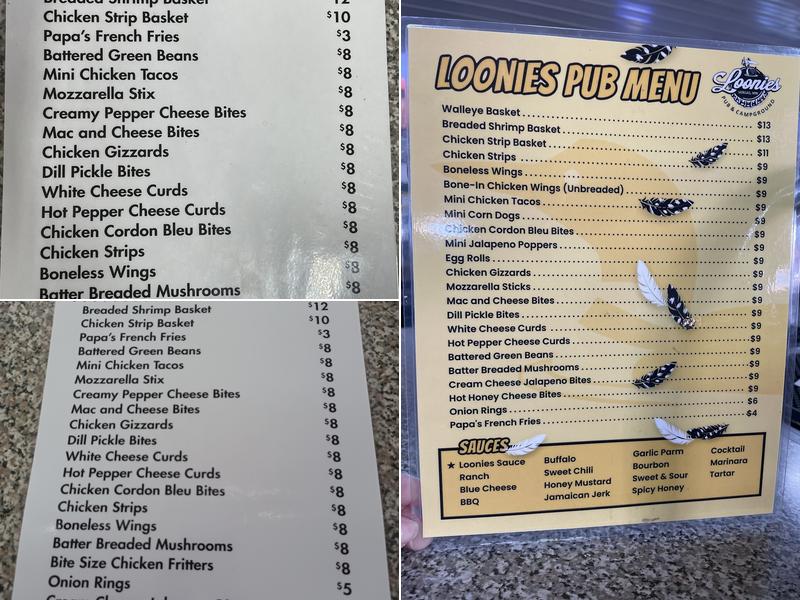 Breaded Shrimp Basket 12
Chicken Strip Basket $10
Papa's French Fries $3
Battered Green Beans $8
Mini Chicken Tacos $8
Mozzarella Stix $8
Creamy Pepper Cheese Bites $8
Mac and Cheese Bites $8
Chicken Gizzards $8
Dill Pickle Bites $8
White Cheese Curds $8
Hot Pepper Cheese Curds $8
Chicken Cordon Bleu Bites $8
Chicken Strips $8
Boneless Wings $8
Batter Breaded Mushrooms $8
Breaded Shrimp Basket $12
Chicken Strip Basket $10
Papa's French Fries $3
Battered Green Beans $8
Mini Chicken Tacos $8
Mozzarella Stix $8
Creamy Pepper Cheese Bites $8
Mac and Cheese Bites $8
Chicken Gizzards $8
Dill Pickle Bites $8
White Cheese Curds $8
Hot Pepper Cheese Curds $8
Chicken Cordon Bleu Bites $8
Chicken Strips $8
Boneless Wings $8
Batter Breaded Mushrooms $8
Bite Size Chicken Fritters $8
Onion Rings $5
LOONIES PUB MENU
Loonies
PUB & CAMPGROUND
Walleye Basket $13
Breaded Shrimp Basket $13
Chicken Strip Basket $11
Chicken Strips $9
Boneless Wings $9
Bone-In Chicken Wings (Unbreaded) $9
Mini Chicken Tacos $9
Mini Corn Dogs $9
Chicken Cordon Bleu Bites $9
Mini Jalapeno Poppers $9
Egg Rolls $9
Chicken Gizzards $9
Mozzarella Sticks $9
Mac and Cheese Bites $9
Dill Pickle Bites $9
White Cheese Curds $9
Hot Pepper Cheese Curds $9
Battered Green Beans $9
Batter Breaded Mushrooms $9
Cream Cheese Jalapeno Bites $9
Hot Honey Cheese Bites $9
Onion Rings $6
Papa's French Fries $4
SAUCES
★ Loonies Sauce
Ranch
Blue Cheese
BBQ
Buffalo
Sweet Chili
Honey Mustard
Jamaican Jerk
Garlic Parm
Bourbon
Sweet & Sour
Spicy Honey
Cocktail
Marinara
Tartar